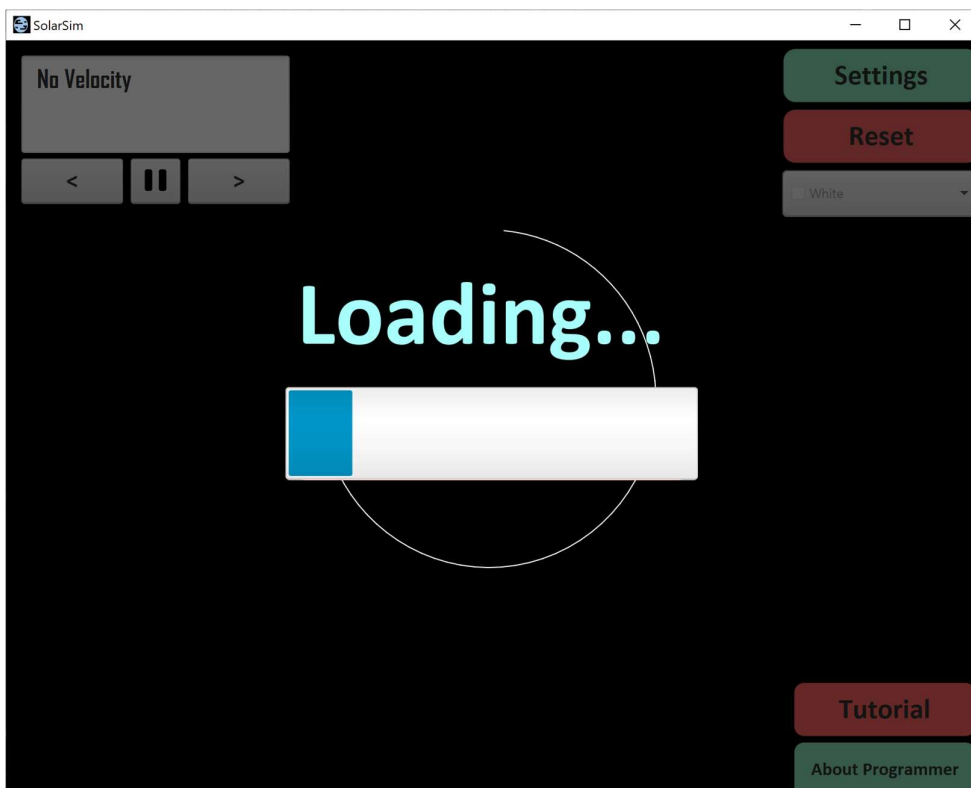 SolarSim
No Velocity
< >
Settings
Reset
White
Loading...
Tutorial
About Programmer